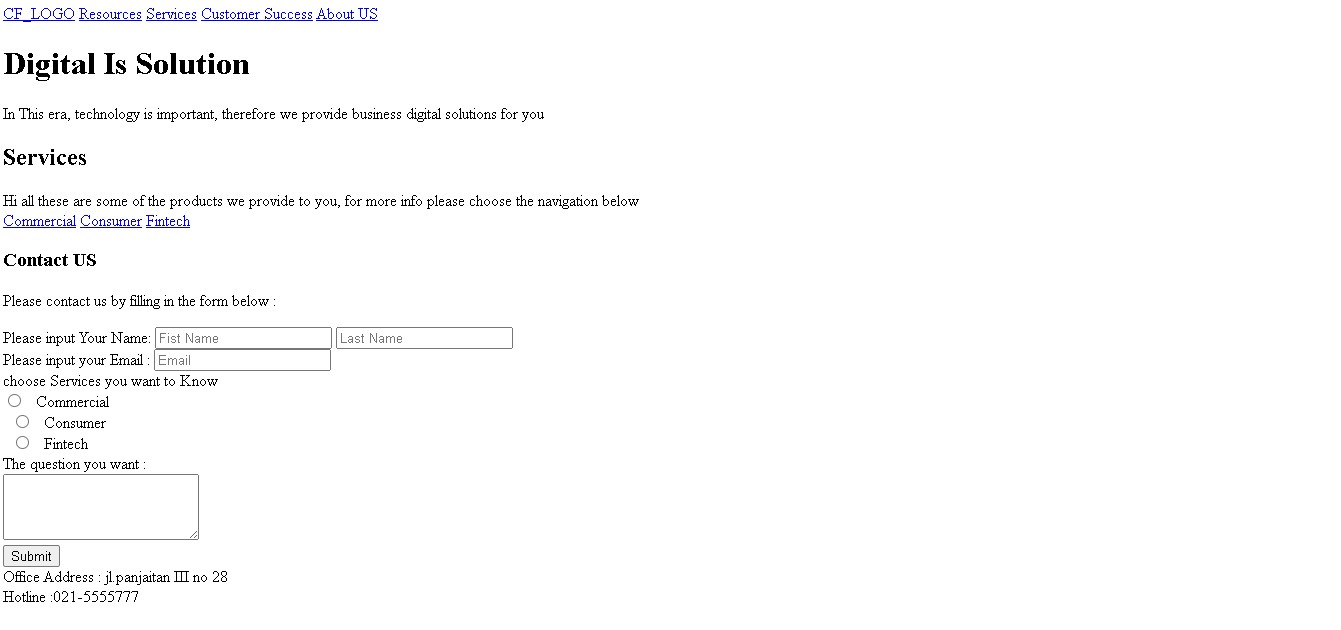 CF_LOGO Resources Services Customer Success About US
Digital Is Solution
In This era, technology is important, therefore we provide business digital solutions for you
Services
Hi all these are some of the products we provide to you, for more info please choose the navigation below
Commercial Consumer Fintech
Contact US
Please contact us by filling in the form below :
Please input Your Name: Fist Name Last Name
Please input your Email : Email
choose Services you want to Know
Commercial
Consumer
Fintech
The question you want :
Submit
Office Address : jl.panjaitan III no 28
Hotline :021-5555777